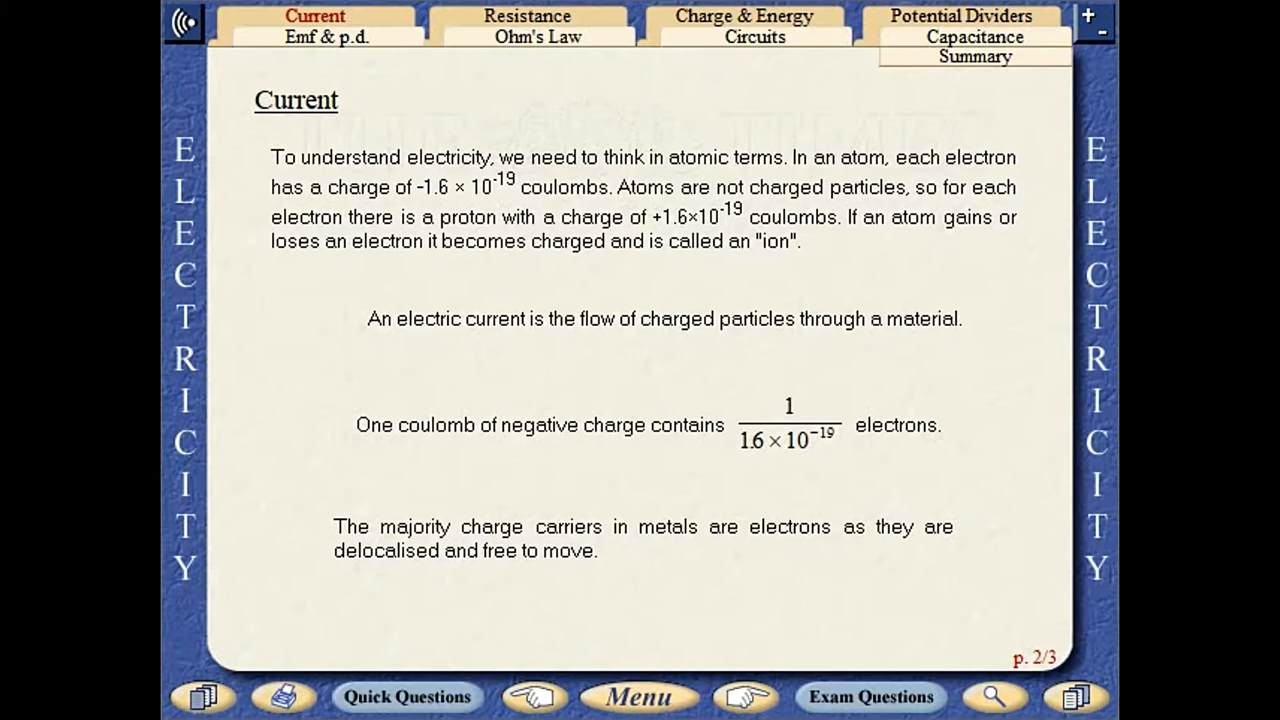 Current
Resistance
Charge & Energy
Potential Dividers
Emf & p.d.
Ohm's Law
Circuits
Capacitance
Summary
+
-
Current
To understand electricity, we need to think in atomic terms. In an atom, each electron
has a charge of -1.6 × 10⁻¹⁹ coulombs. Atoms are not charged particles, so for each
electron there is a proton with a charge of +1.6×10⁻¹⁹ coulombs. If an atom gains or
loses an electron it becomes charged and is called an "ion".
An electric current is the flow of charged particles through a material.
One coulomb of negative charge contains 1 / 1.6 × 10⁻¹⁹ electrons.
The majority charge carriers in metals are electrons as they are
delocalised and free to move.
p. 2/3
ELECTRICITY
ELECTRICITY
Quick Questions
Menu
Exam Questions